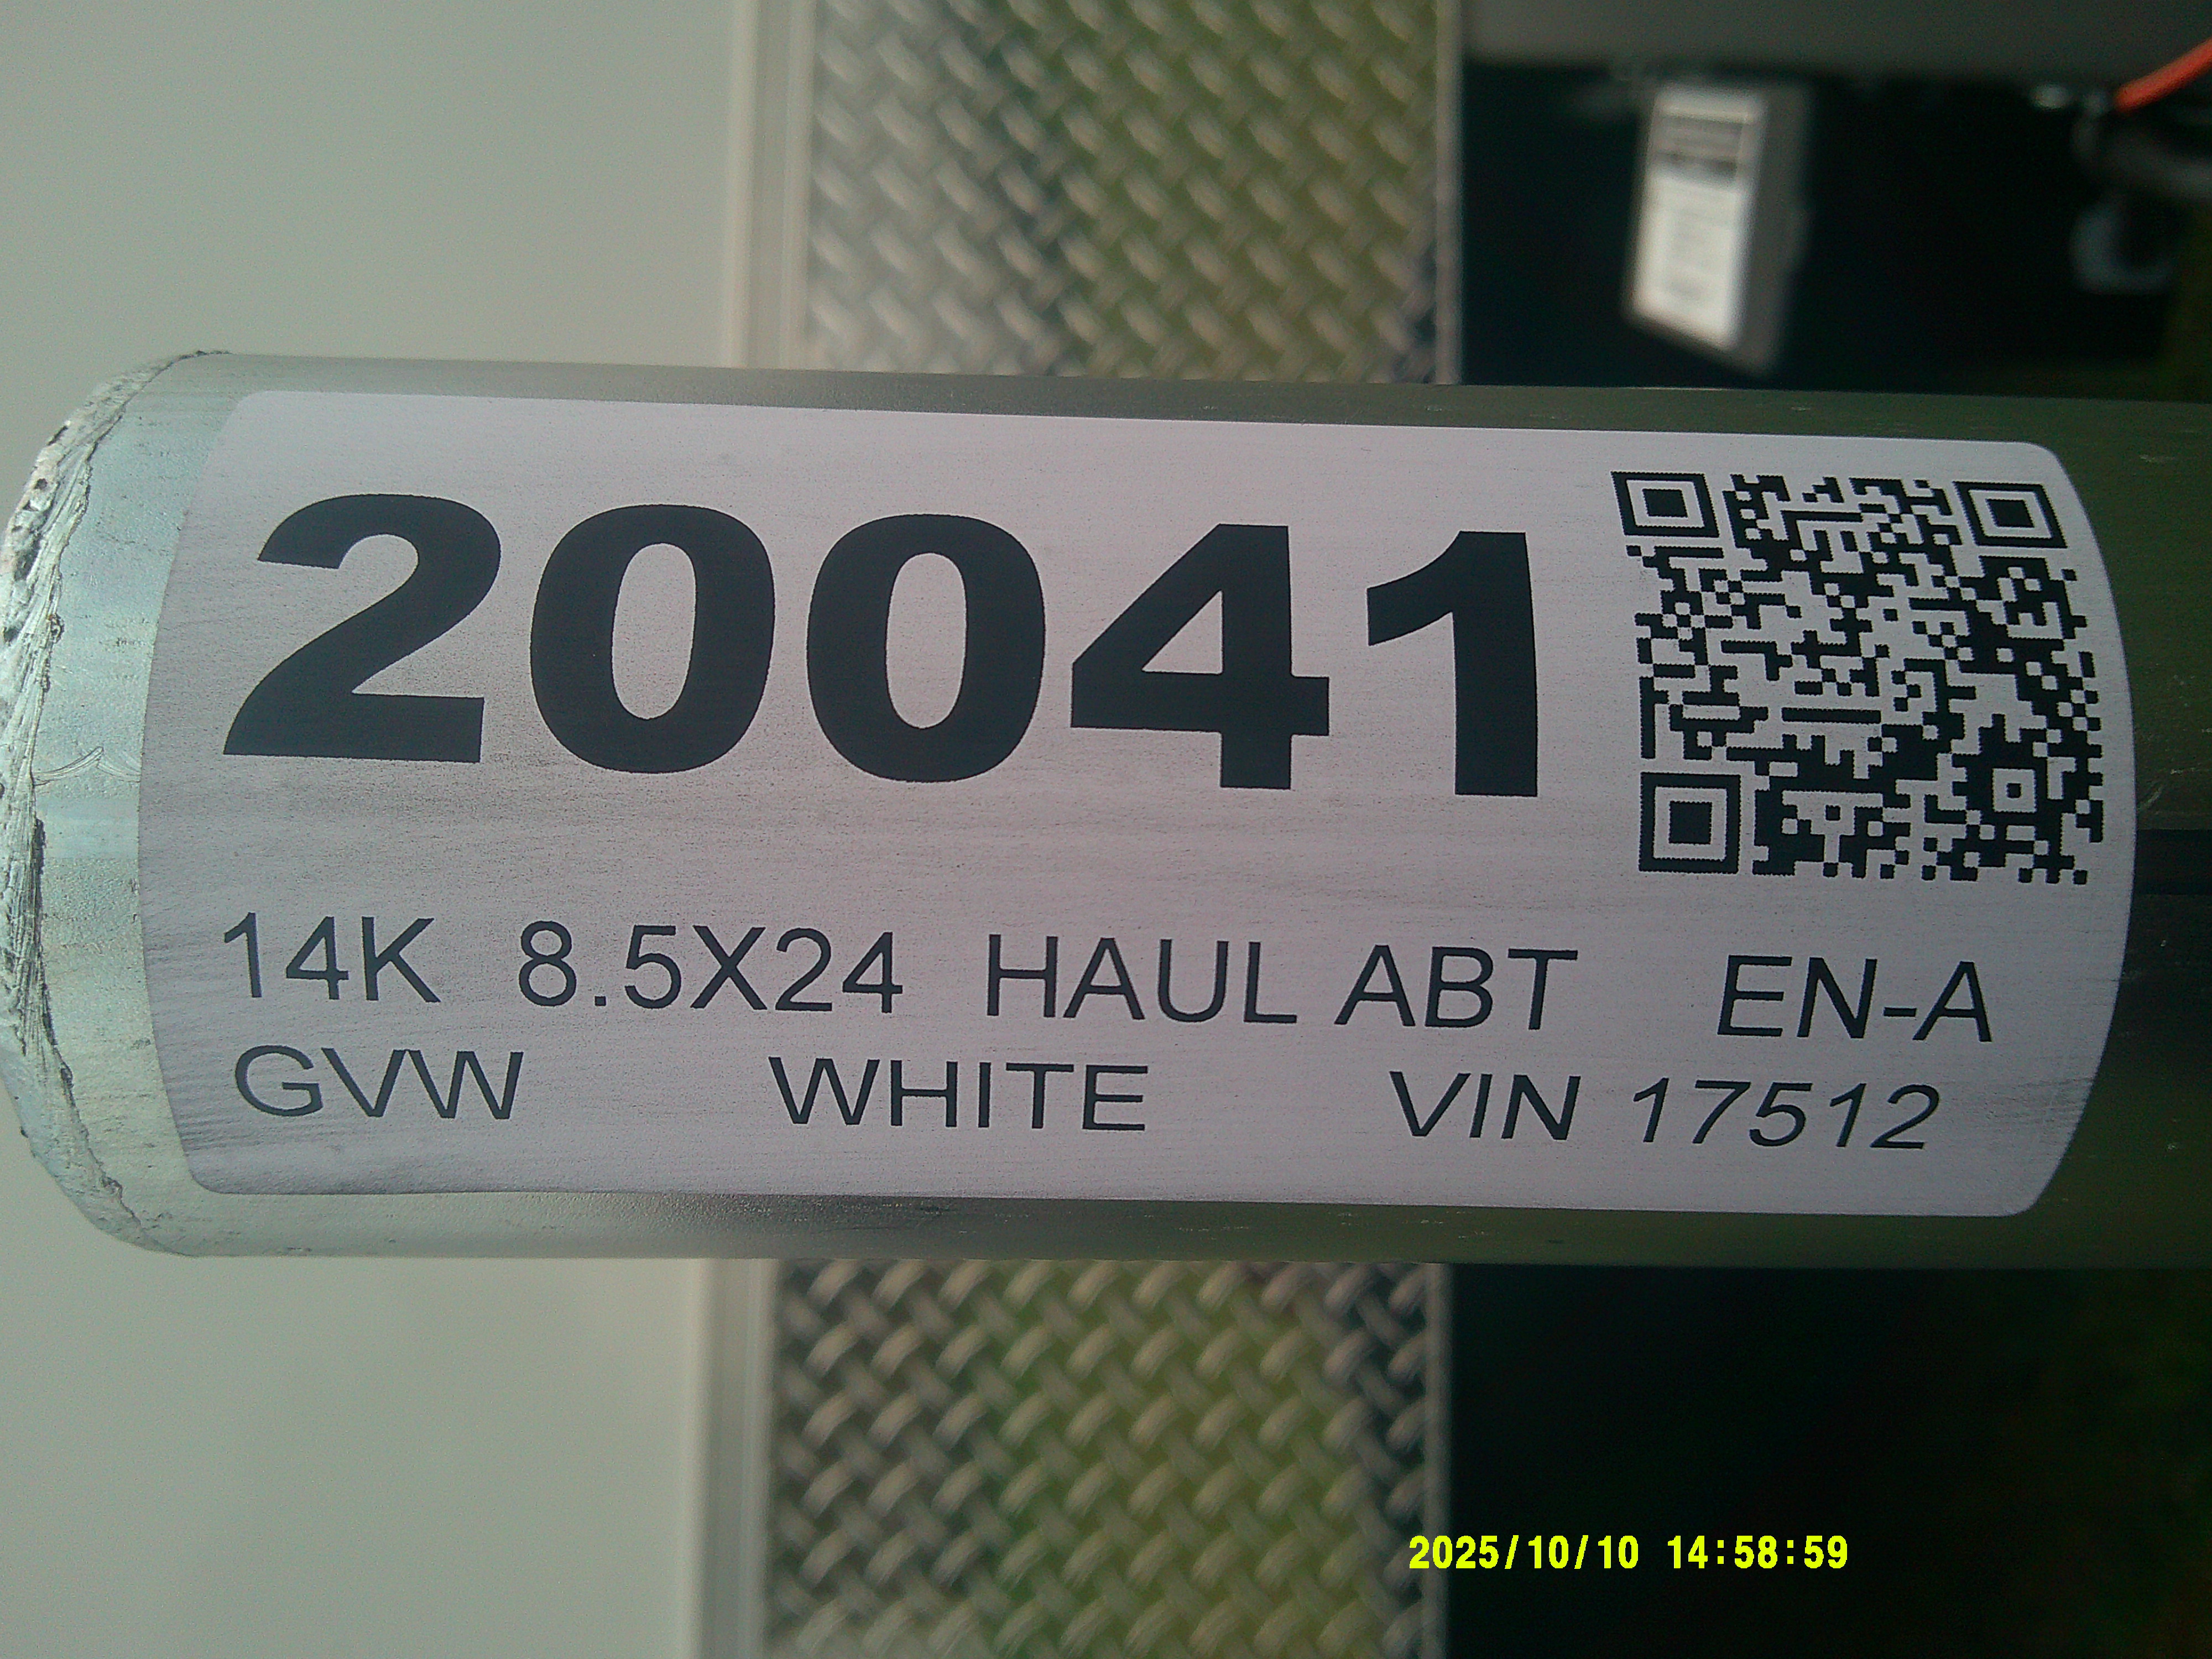 20041
14K 8.5X24 HAUL ABT EN-A
GVW WHITE VIN 17512
2025/10/10 14:58:59